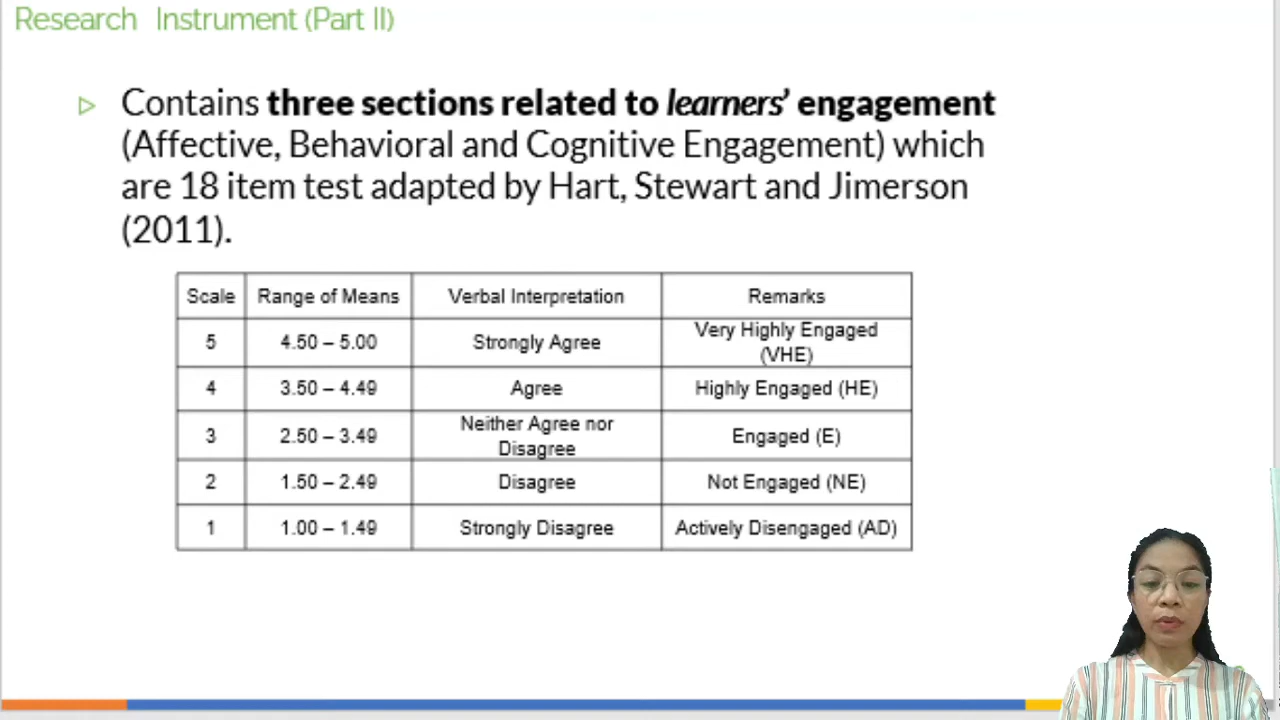 Research Instrument (Part II)
Contains three sections related to learners' engagement
(Affective, Behavioral and Cognitive Engagement) which
are 18 item test adapted by Hart, Stewart and Jimerson
(2011).
Scale Range of Means Verbal Interpretation Remarks
5 4.50 – 5.00 Strongly Agree Very Highly Engaged
(VHE)
4 3.50 – 4.49 Agree Highly Engaged (HE)
3 2.50 – 3.49 Neither Agree nor
Disagree Engaged (E)
2 1.50 – 2.49 Disagree Not Engaged (NE)
1 1.00 – 1.49 Strongly Disagree Actively Disengaged (AD)